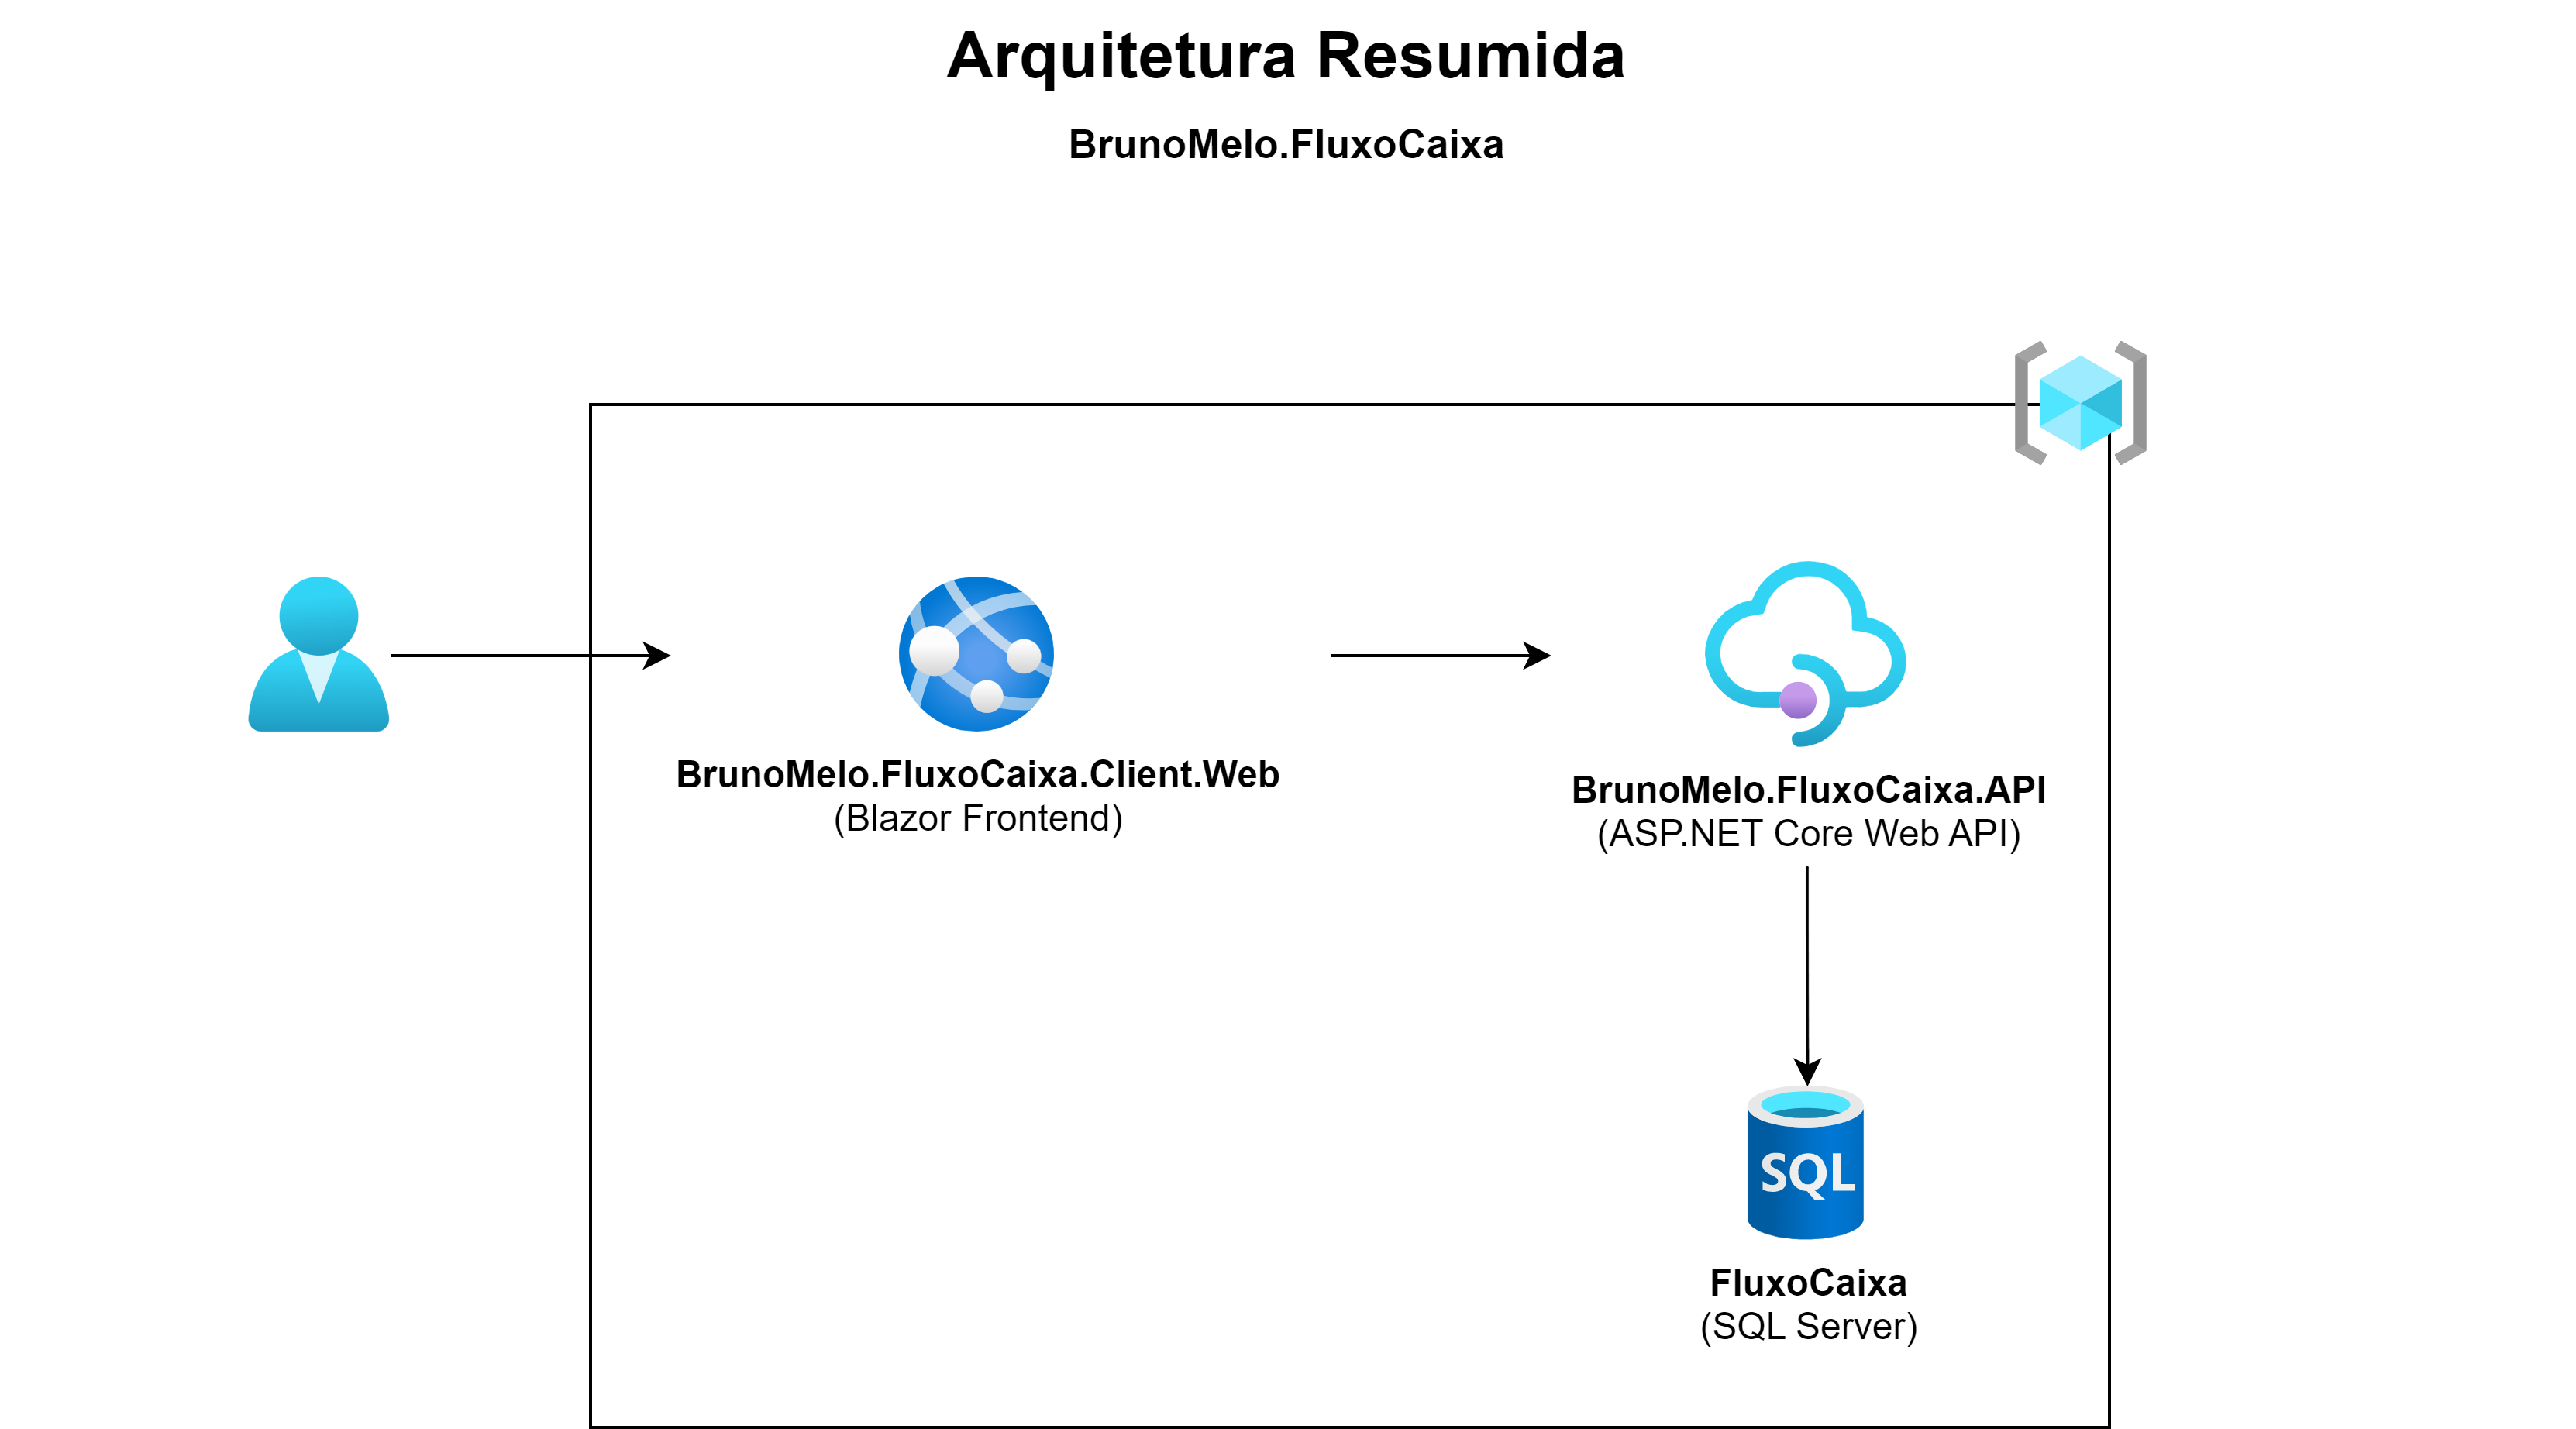 Arquitetura Resumida
BrunoMelo.FluxoCaixa
BrunoMelo.FluxoCaixa.Client.Web
(Blazor Frontend)
BrunoMelo.FluxoCaixa.API
(ASP.NET Core Web API)
SQL
FluxoCaixa
(SQL Server)